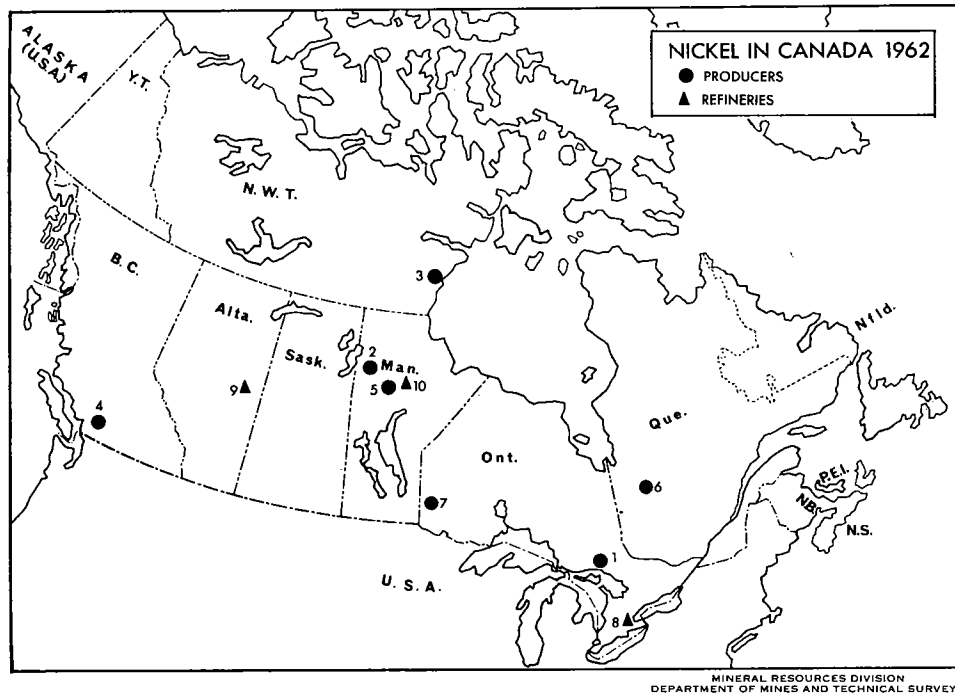 NICKEL IN CANADA 1962
PRODUCERS
REFINERIES
ALASKA
(U.S.A)
Y.T.
N.W.T.
B.C.
3
Alta.
Nfld.
Sask.
2
Man.
9
5
10
4
Que.
Ont.
6
7
P.E.I.
N.B.
N.S.
1
U.S.A.
8
MINERAL RESOURCES DIVISION
DEPARTMENT OF MINES AND TECHNICAL SURVEY